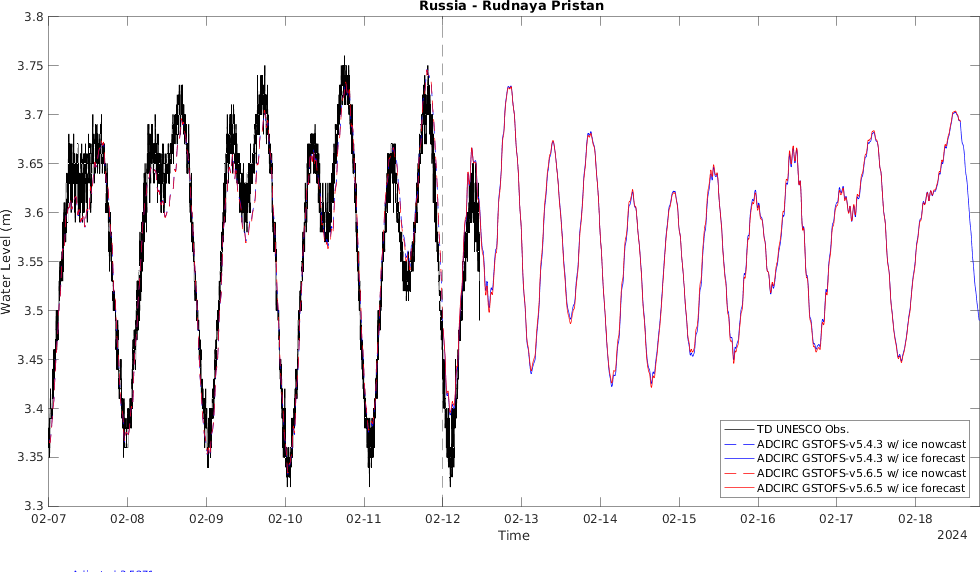 Russia - Rudnaya Pristan
3.8
3.75
3.7
3.65
3.6
3.55
3.5
3.45
3.4
3.35
3.3
Water Level (m)
02-07 02-08 02-09 02-10 02-11 02-12 02-13 02-14 02-15 02-16 02-17 02-18
Time
2024
TD UNESCO Obs.
ADCIRC GSTOFS-v5.4.3 w/ ice nowcast
ADCIRC GSTOFS-v5.4.3 w/ ice forecast
ADCIRC GSTOFS-v5.6.5 w/ ice nowcast
ADCIRC GSTOFS-v5.6.5 w/ ice forecast